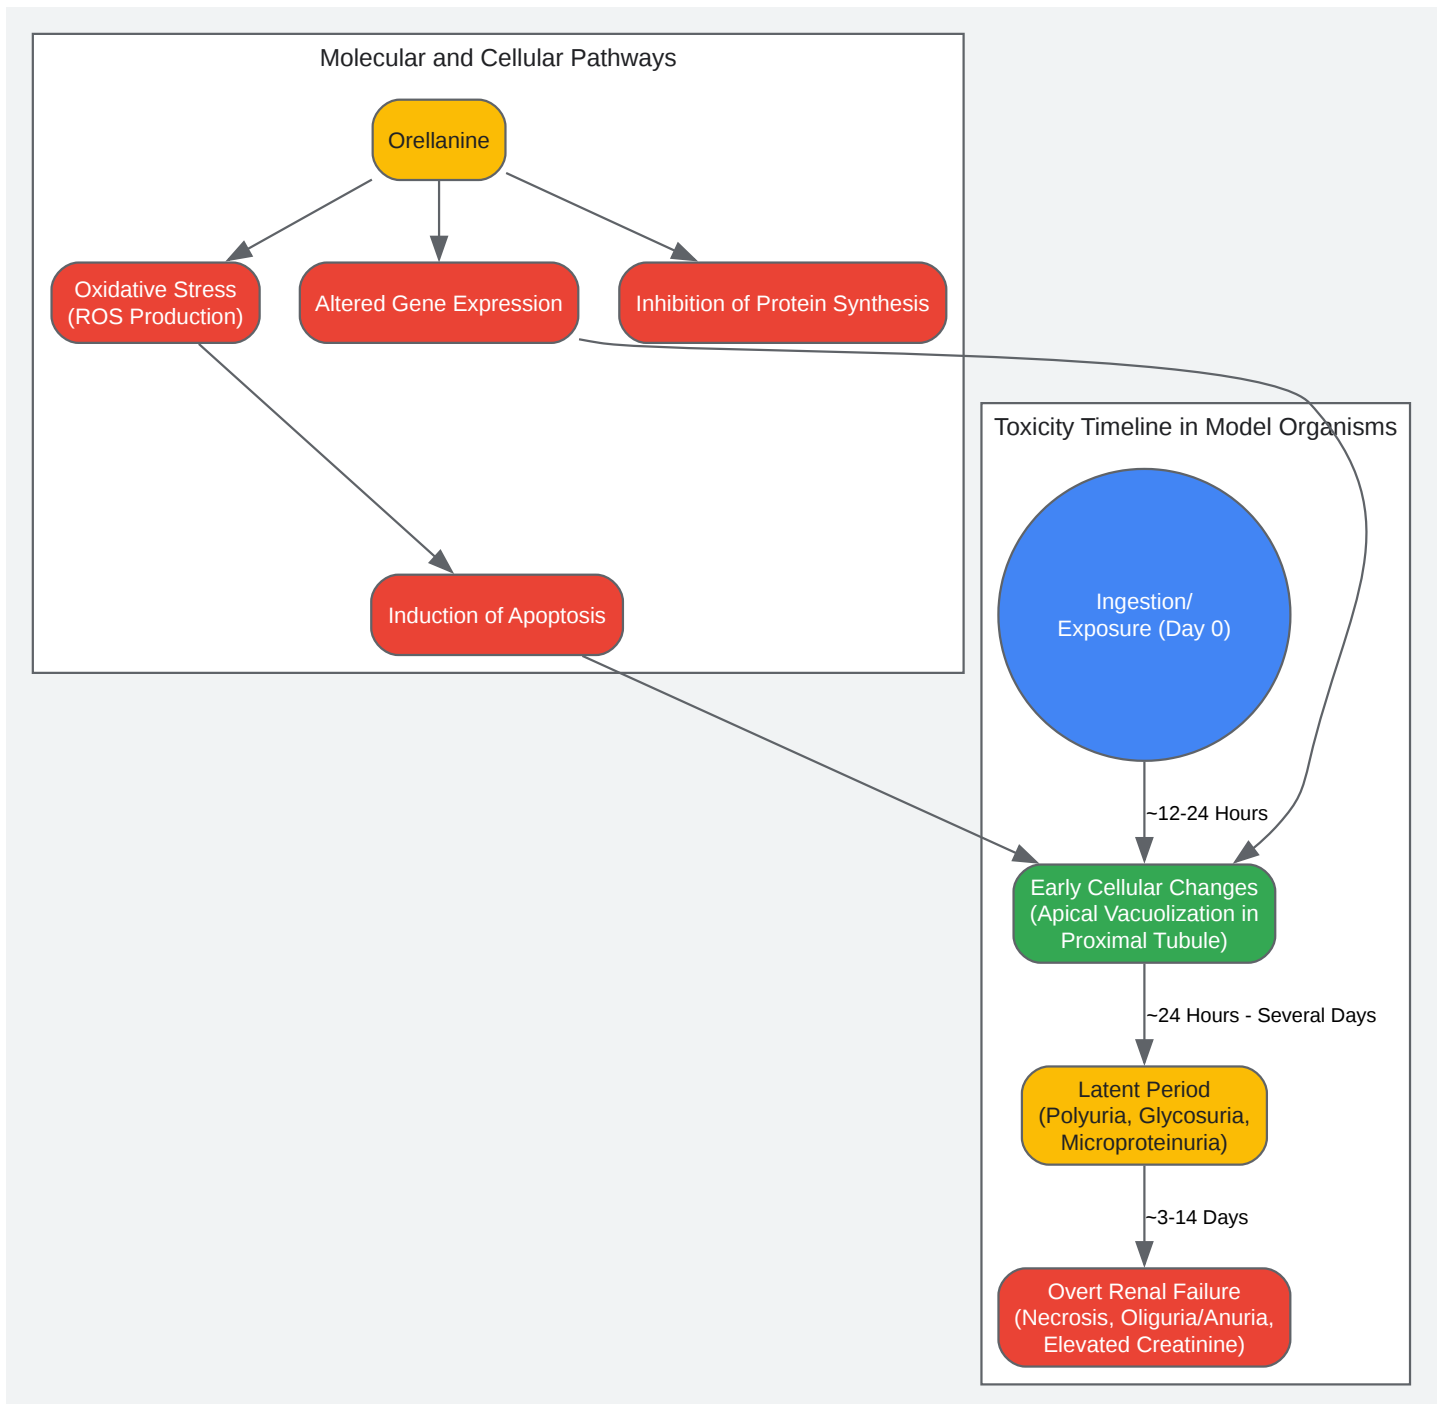 Molecular and Cellular Pathways
Orellanine
Oxidative Stress
(ROS Production)
Altered Gene Expression
Inhibition of Protein Synthesis
Induction of Apoptosis
Toxicity Timeline in Model Organisms
Ingestion/
Exposure (Day 0)
~12-24 Hours
Early Cellular Changes
(Apical Vacuolization in
Proximal Tubule)
~24 Hours - Several Days
Latent Period
(Polyuria, Glycosuria,
Microproteinuria)
~3-14 Days
Overt Renal Failure
(Necrosis, Oliguria/Anuria,
Elevated Creatinine)